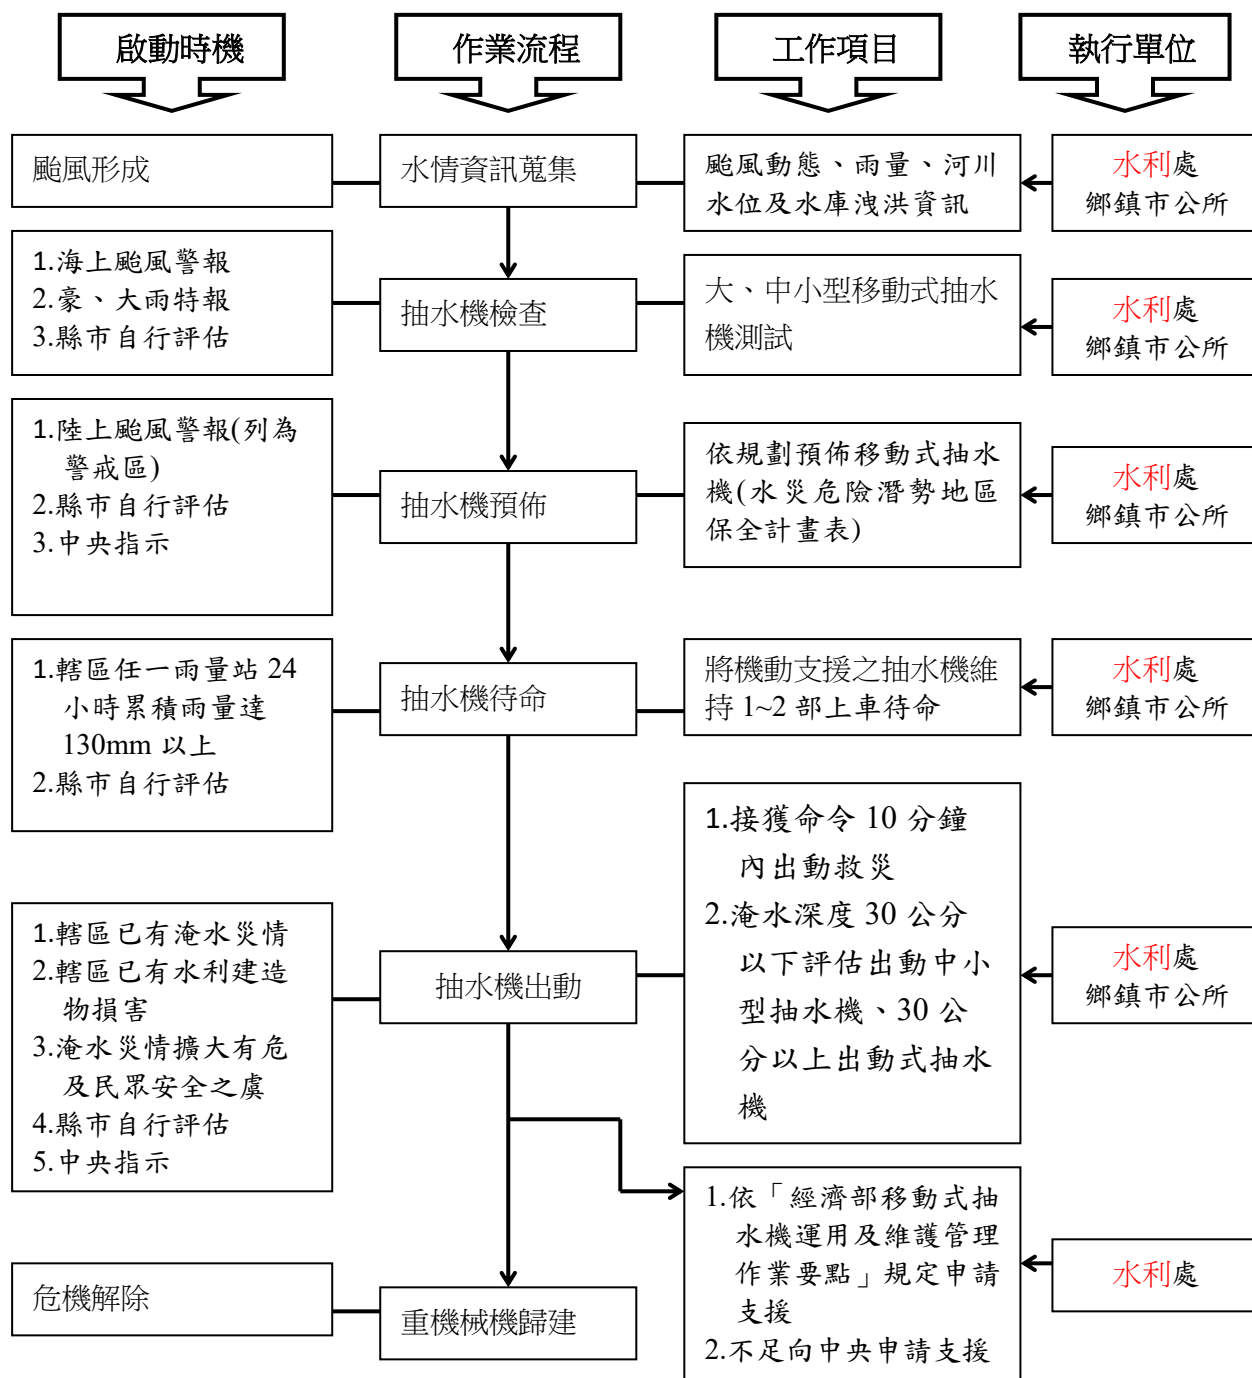 啟動時機
作業流程
工作項目
執行單位
颱風形成
水情資訊蒐集
颱風動態、雨量、河川
水位及水庫洩洪資訊
水利處
鄉鎮市公所
1.海上颱風警報
2.豪、大雨特報
3.縣市自行評估
抽水機檢查
大、中小型移動式抽水
機測試
水利處
鄉鎮市公所
1.陸上颱風警報(列為
警戒區)
2.縣市自行評估
3.中央指示
抽水機預佈
依規劃預佈移動式抽水
機(水災危險潛勢地區
保全計畫表)
水利處
鄉鎮市公所
1.轄區任一雨量站 24
小時累積雨量達
130mm 以上
2.縣市自行評估
抽水機待命
將機動支援之抽水機維
持 1~2 部上車待命
水利處
鄉鎮市公所
1.轄區已有淹水災情
2.轄區已有水利建造
物損害
3.淹水災情擴大有危
及民眾安全之虞
4.縣市自行評估
5.中央指示
抽水機出動
1.接獲命令 10 分鐘
內出動救災
2.淹水深度 30 公分
以下評估出動中小
型抽水機、30 公
分以上出動式抽水
機
水利處
鄉鎮市公所
1.依「經濟部移動式抽
水機運用及維護管理
作業要點」規定申請
支援
2.不足向中央申請支援
水利處
危機解除
重機械機歸建